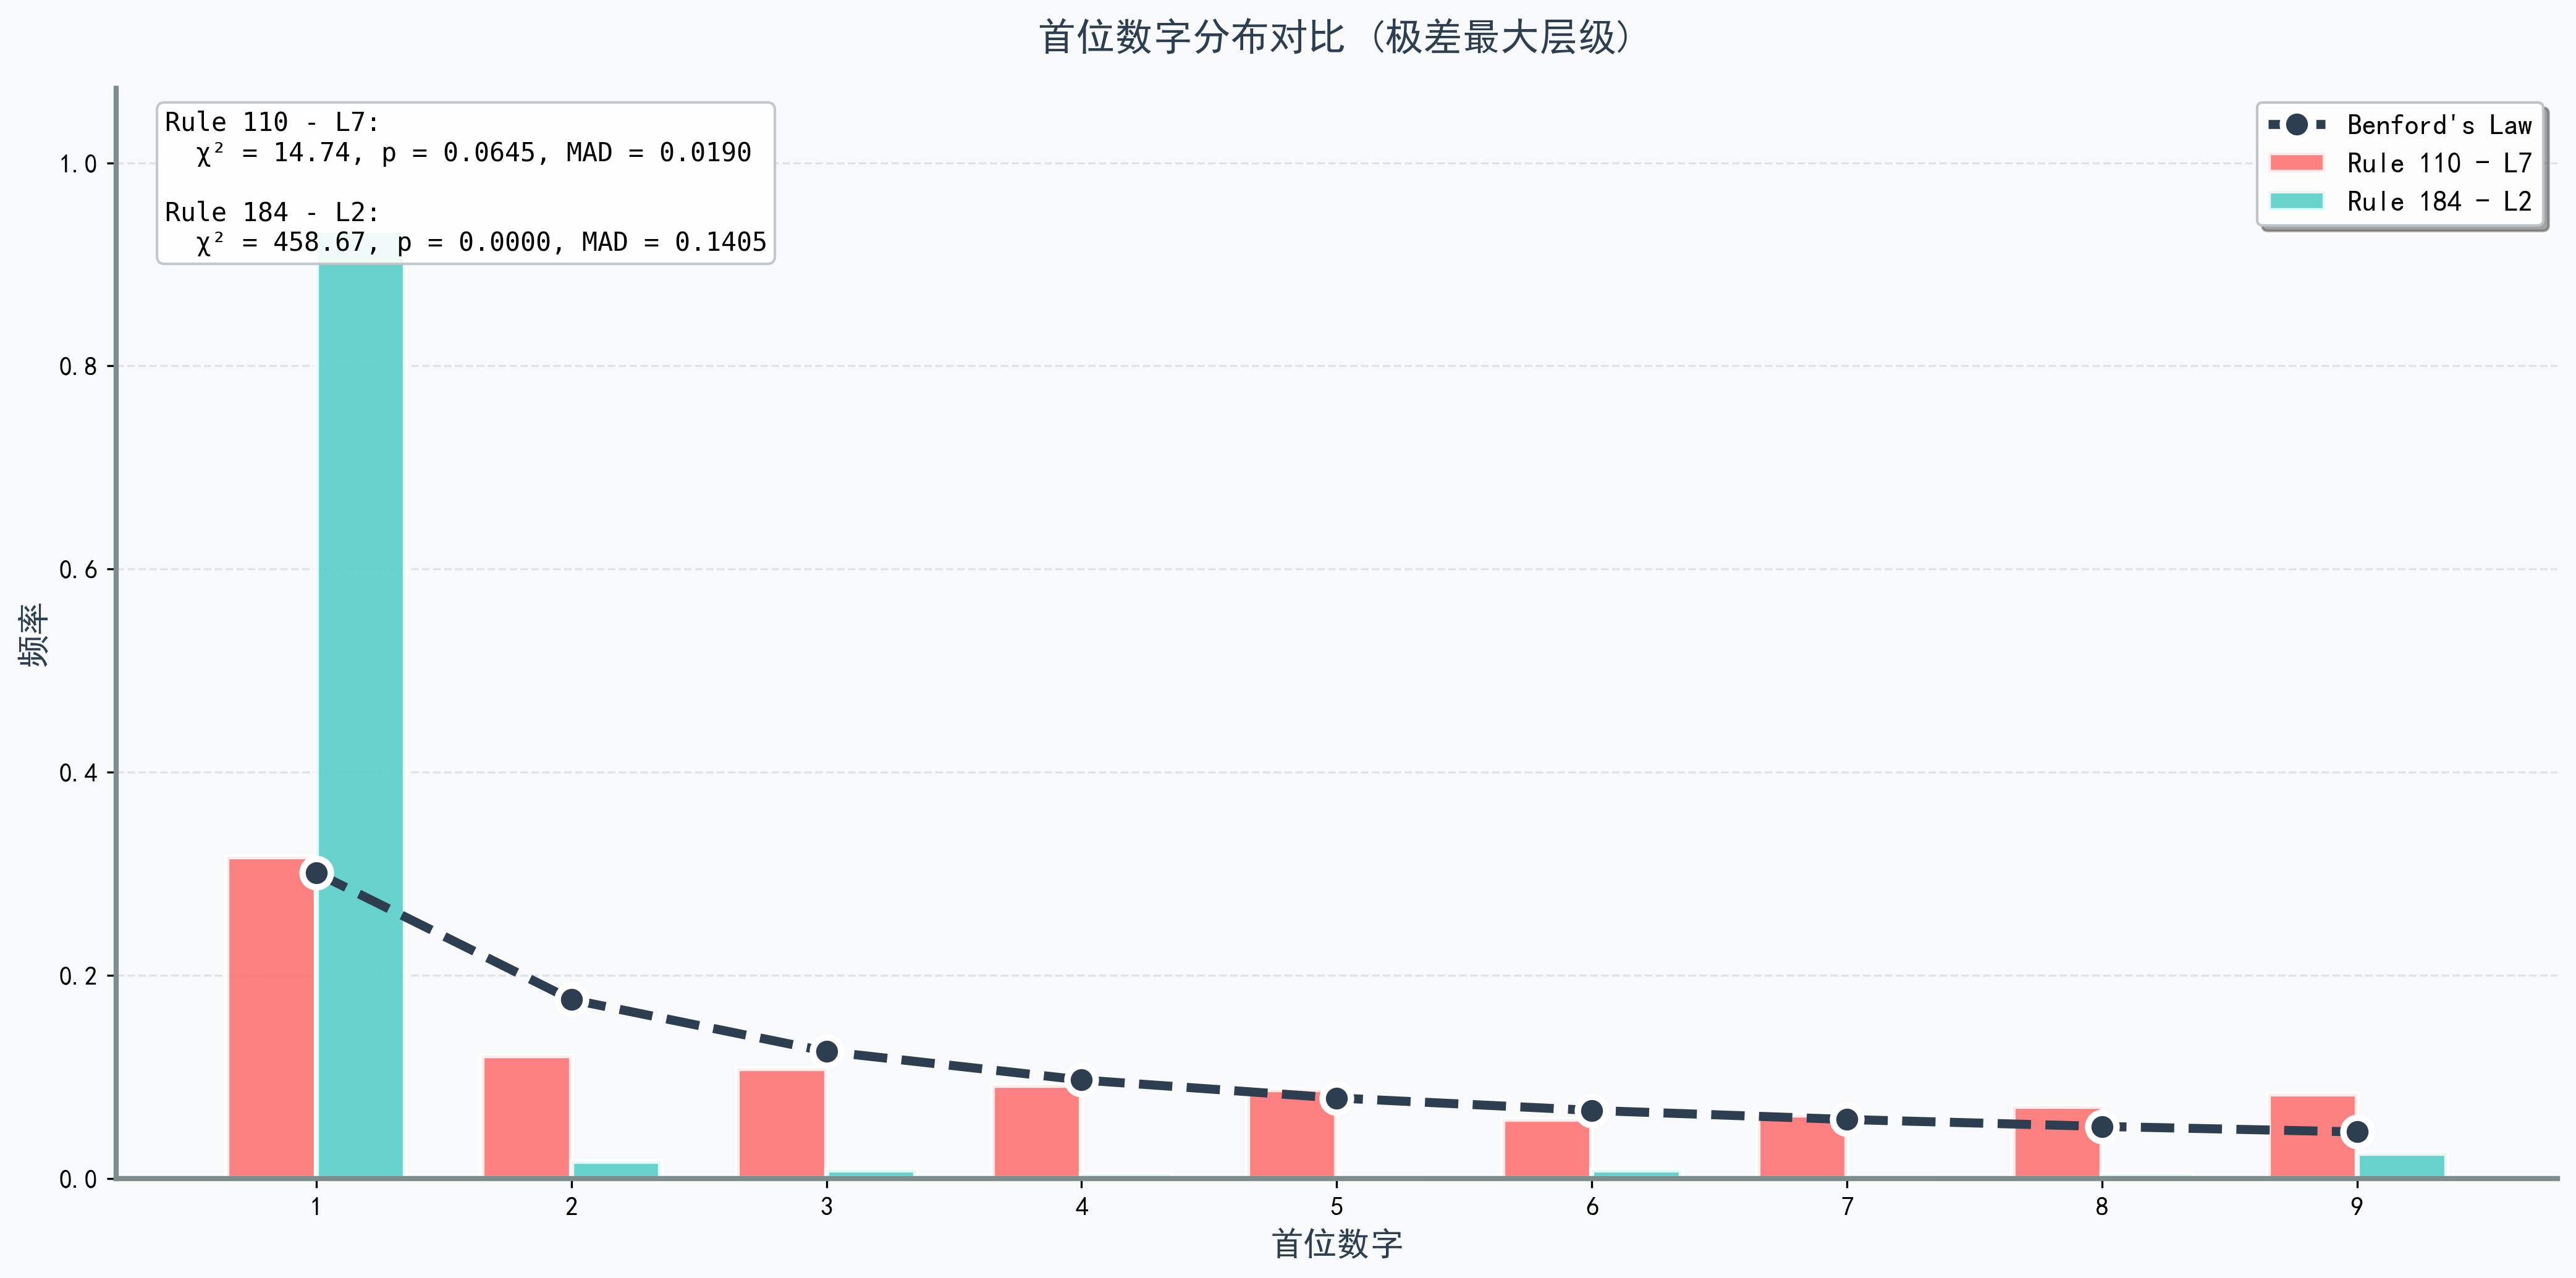 首位数字分布对比 (极差最大层级)
Rule 110 - L7:
χ² = 14.74, p = 0.0645, MAD = 0.0190
Rule 184 - L2:
χ² = 458.67, p = 0.0000, MAD = 0.1405
Benford's Law
Rule 110 - L7
Rule 184 - L2
频率
1.0
0.8
0.6
0.4
0.2
0.0
1 2 3 4 5 6 7 8 9
首位数字